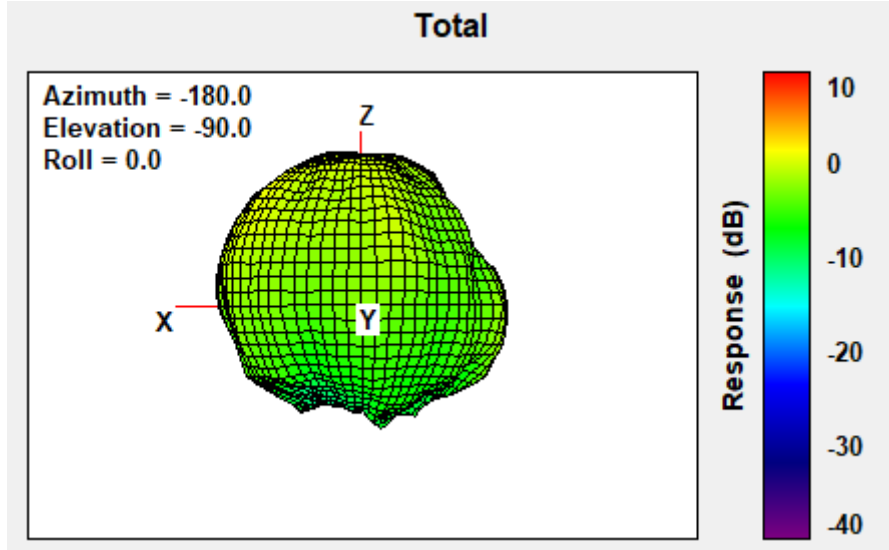 Total
Azimuth = -180.0
Elevation = -90.0
Roll = 0.0
Z
X
Y
Response (dB)
10
0
-10
-20
-30
-40